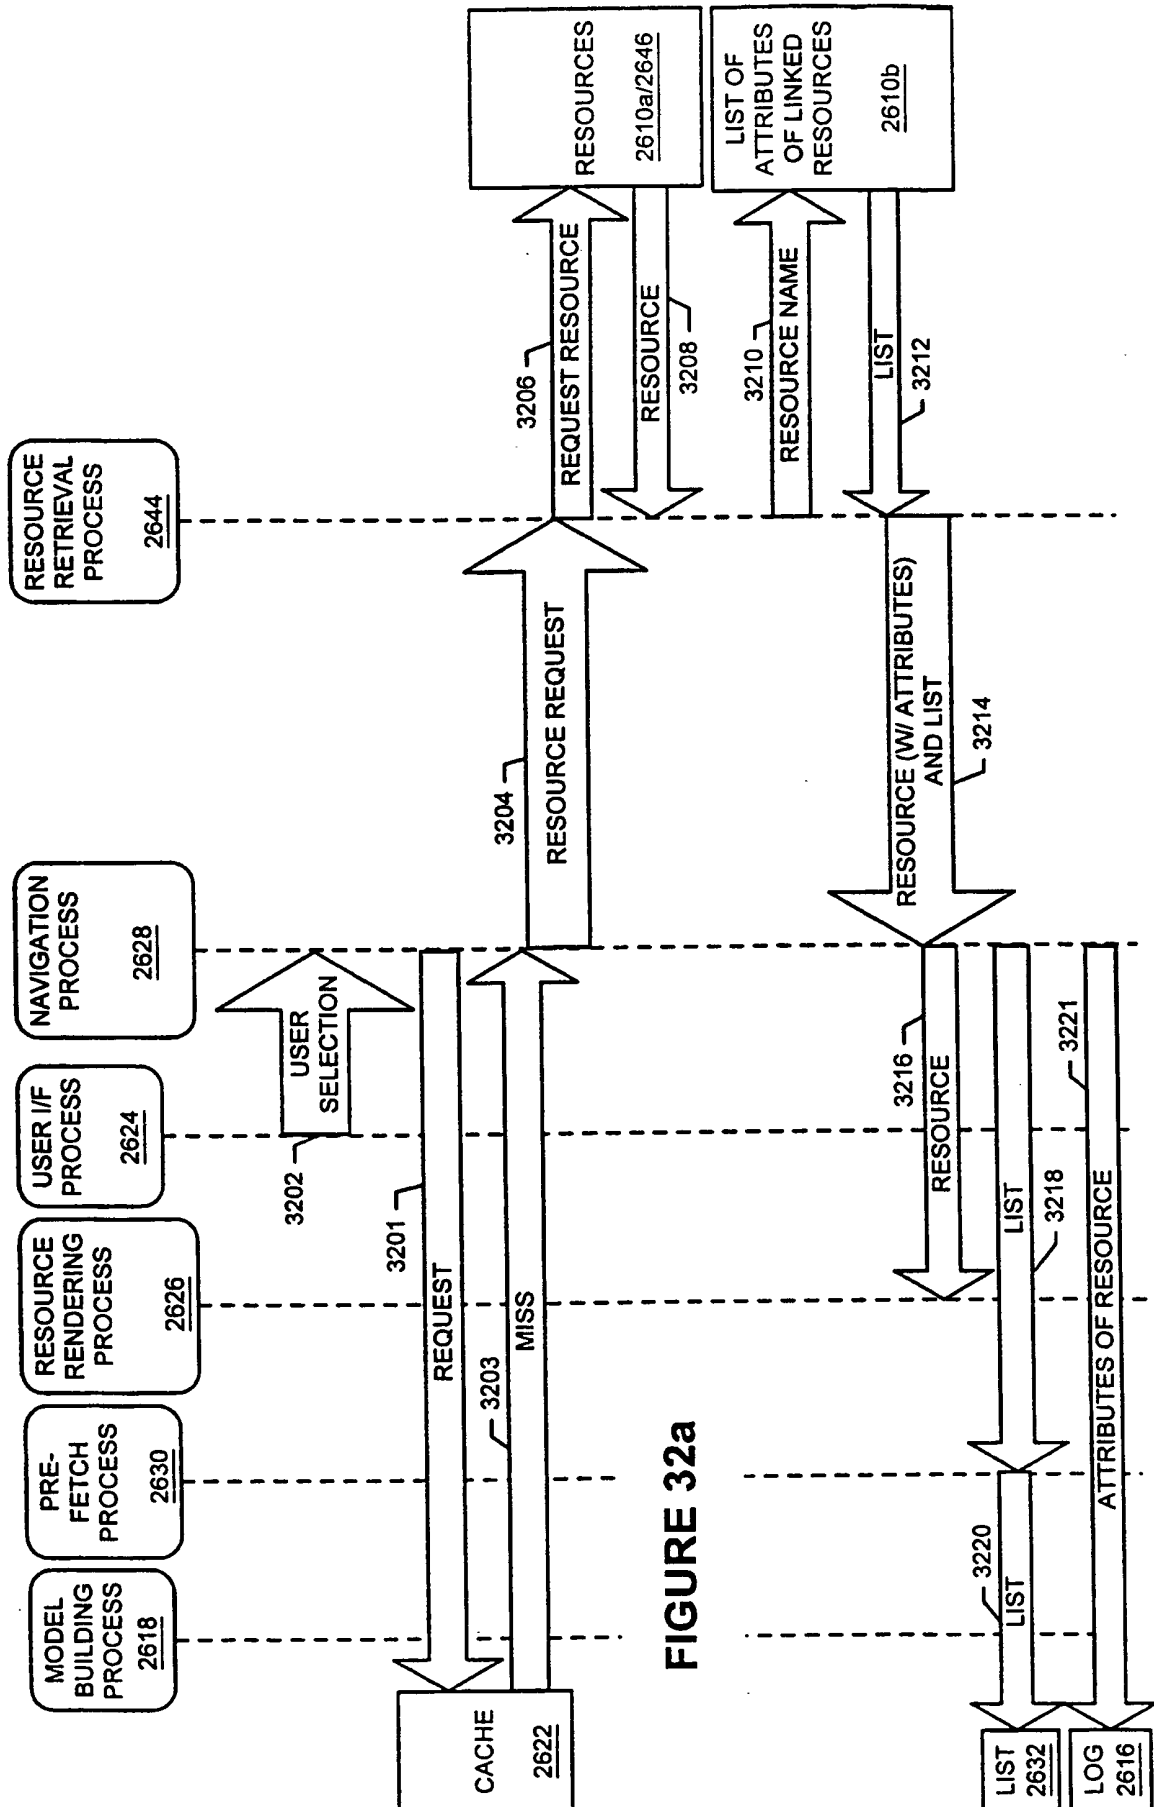 MODEL
BUILDING
PROCESS
2618
PRE-
FETCH
PROCESS
2630
RESOURCE
RENDERING
PROCESS
2626
USER I/F
PROCESS
2624
NAVIGATION
PROCESS
2628
RESOURCE
RETRIEVAL
PROCESS
2644
USER
SELECTION
3202
3201
REQUEST
CACHE
2622
3203
MISS
3204
RESOURCE REQUEST
3206
REQUEST RESOURCE
RESOURCES
2610a/2646
RESOURCE
3208
3210
RESOURCE NAME
LIST OF
ATTRIBUTES
OF LINKED
RESOURCES
2610b
LIST
3212
RESOURCE (W/ ATTRIBUTES)
AND LIST
3214
3216
RESOURCE
LIST
3218
3220
LIST
LIST
2632
3221
ATTRIBUTES OF RESOURCE
LOG
2616
FIGURE 32a